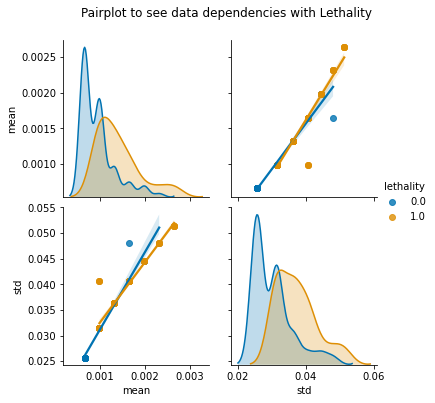 Pairplot to see data dependencies with Lethality
0.0025
0.0020
0.0015
0.0010
mean
lethality
0.0
1.0
0.055
0.050
0.045
0.040
0.035
0.030
0.025
std
0.001 0.002 0.003
mean
0.02 0.04 0.06
std